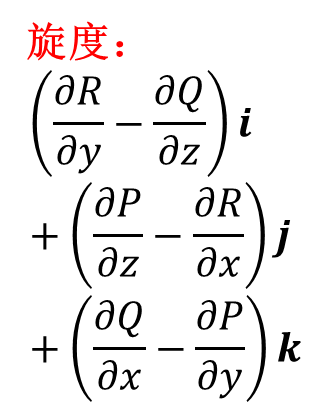 旋度：
(∂R/∂y − ∂Q/∂z) i
+ (∂P/∂z − ∂R/∂x) j
+ (∂Q/∂x − ∂P/∂y) k